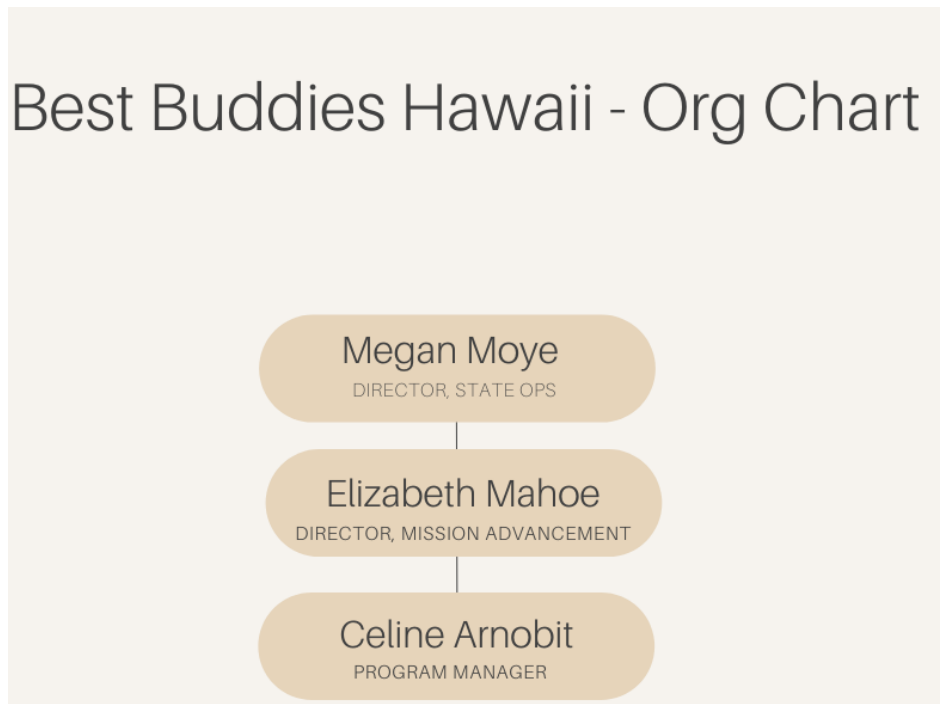 Best Buddies Hawaii - Org Chart
Megan Moye
DIRECTOR, STATE OPS
Elizabeth Mahoe
DIRECTOR, MISSION ADVANCEMENT
Celine Arnobit
PROGRAM MANAGER